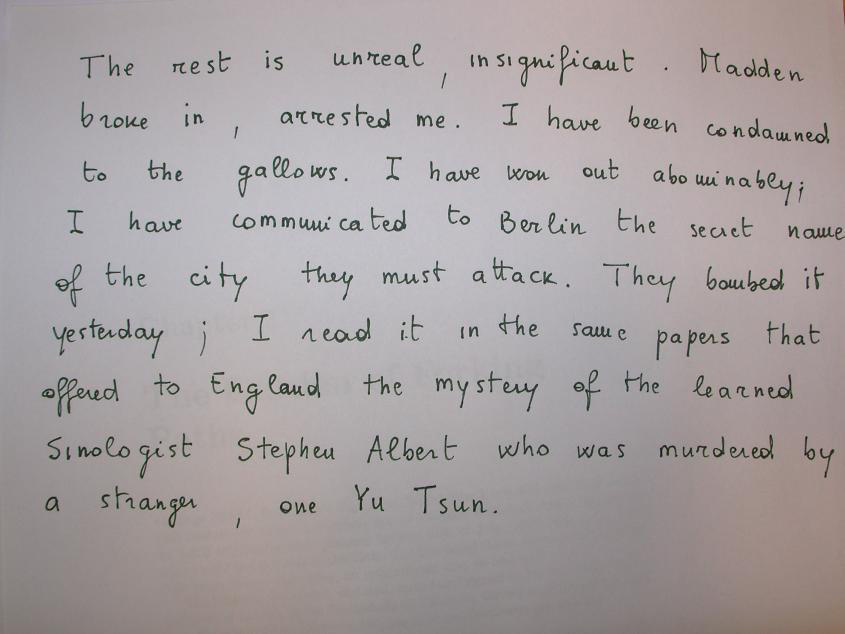 The rest is unreal, insignificant. Madden
broke in, arrested me. I have been condamned
to the gallows. I have won out abominably;
I have communicated to Berlin the secret name
of the city they must attack. They bombed it
yesterday; I read it in the same papers that
offered to England the mystery of the learned
Sinologist Stephen Albert who was murdered by
a stranger, one Yu Tsun.